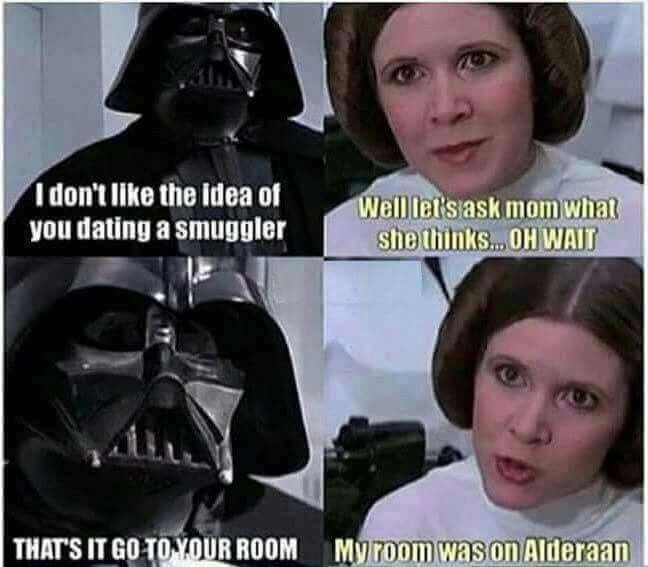 I don't like the idea of
you dating a smuggler
Well let's ask mom what
she thinks... OH WAIT
THAT'S IT GO TO YOUR ROOM
My room was on Alderaan